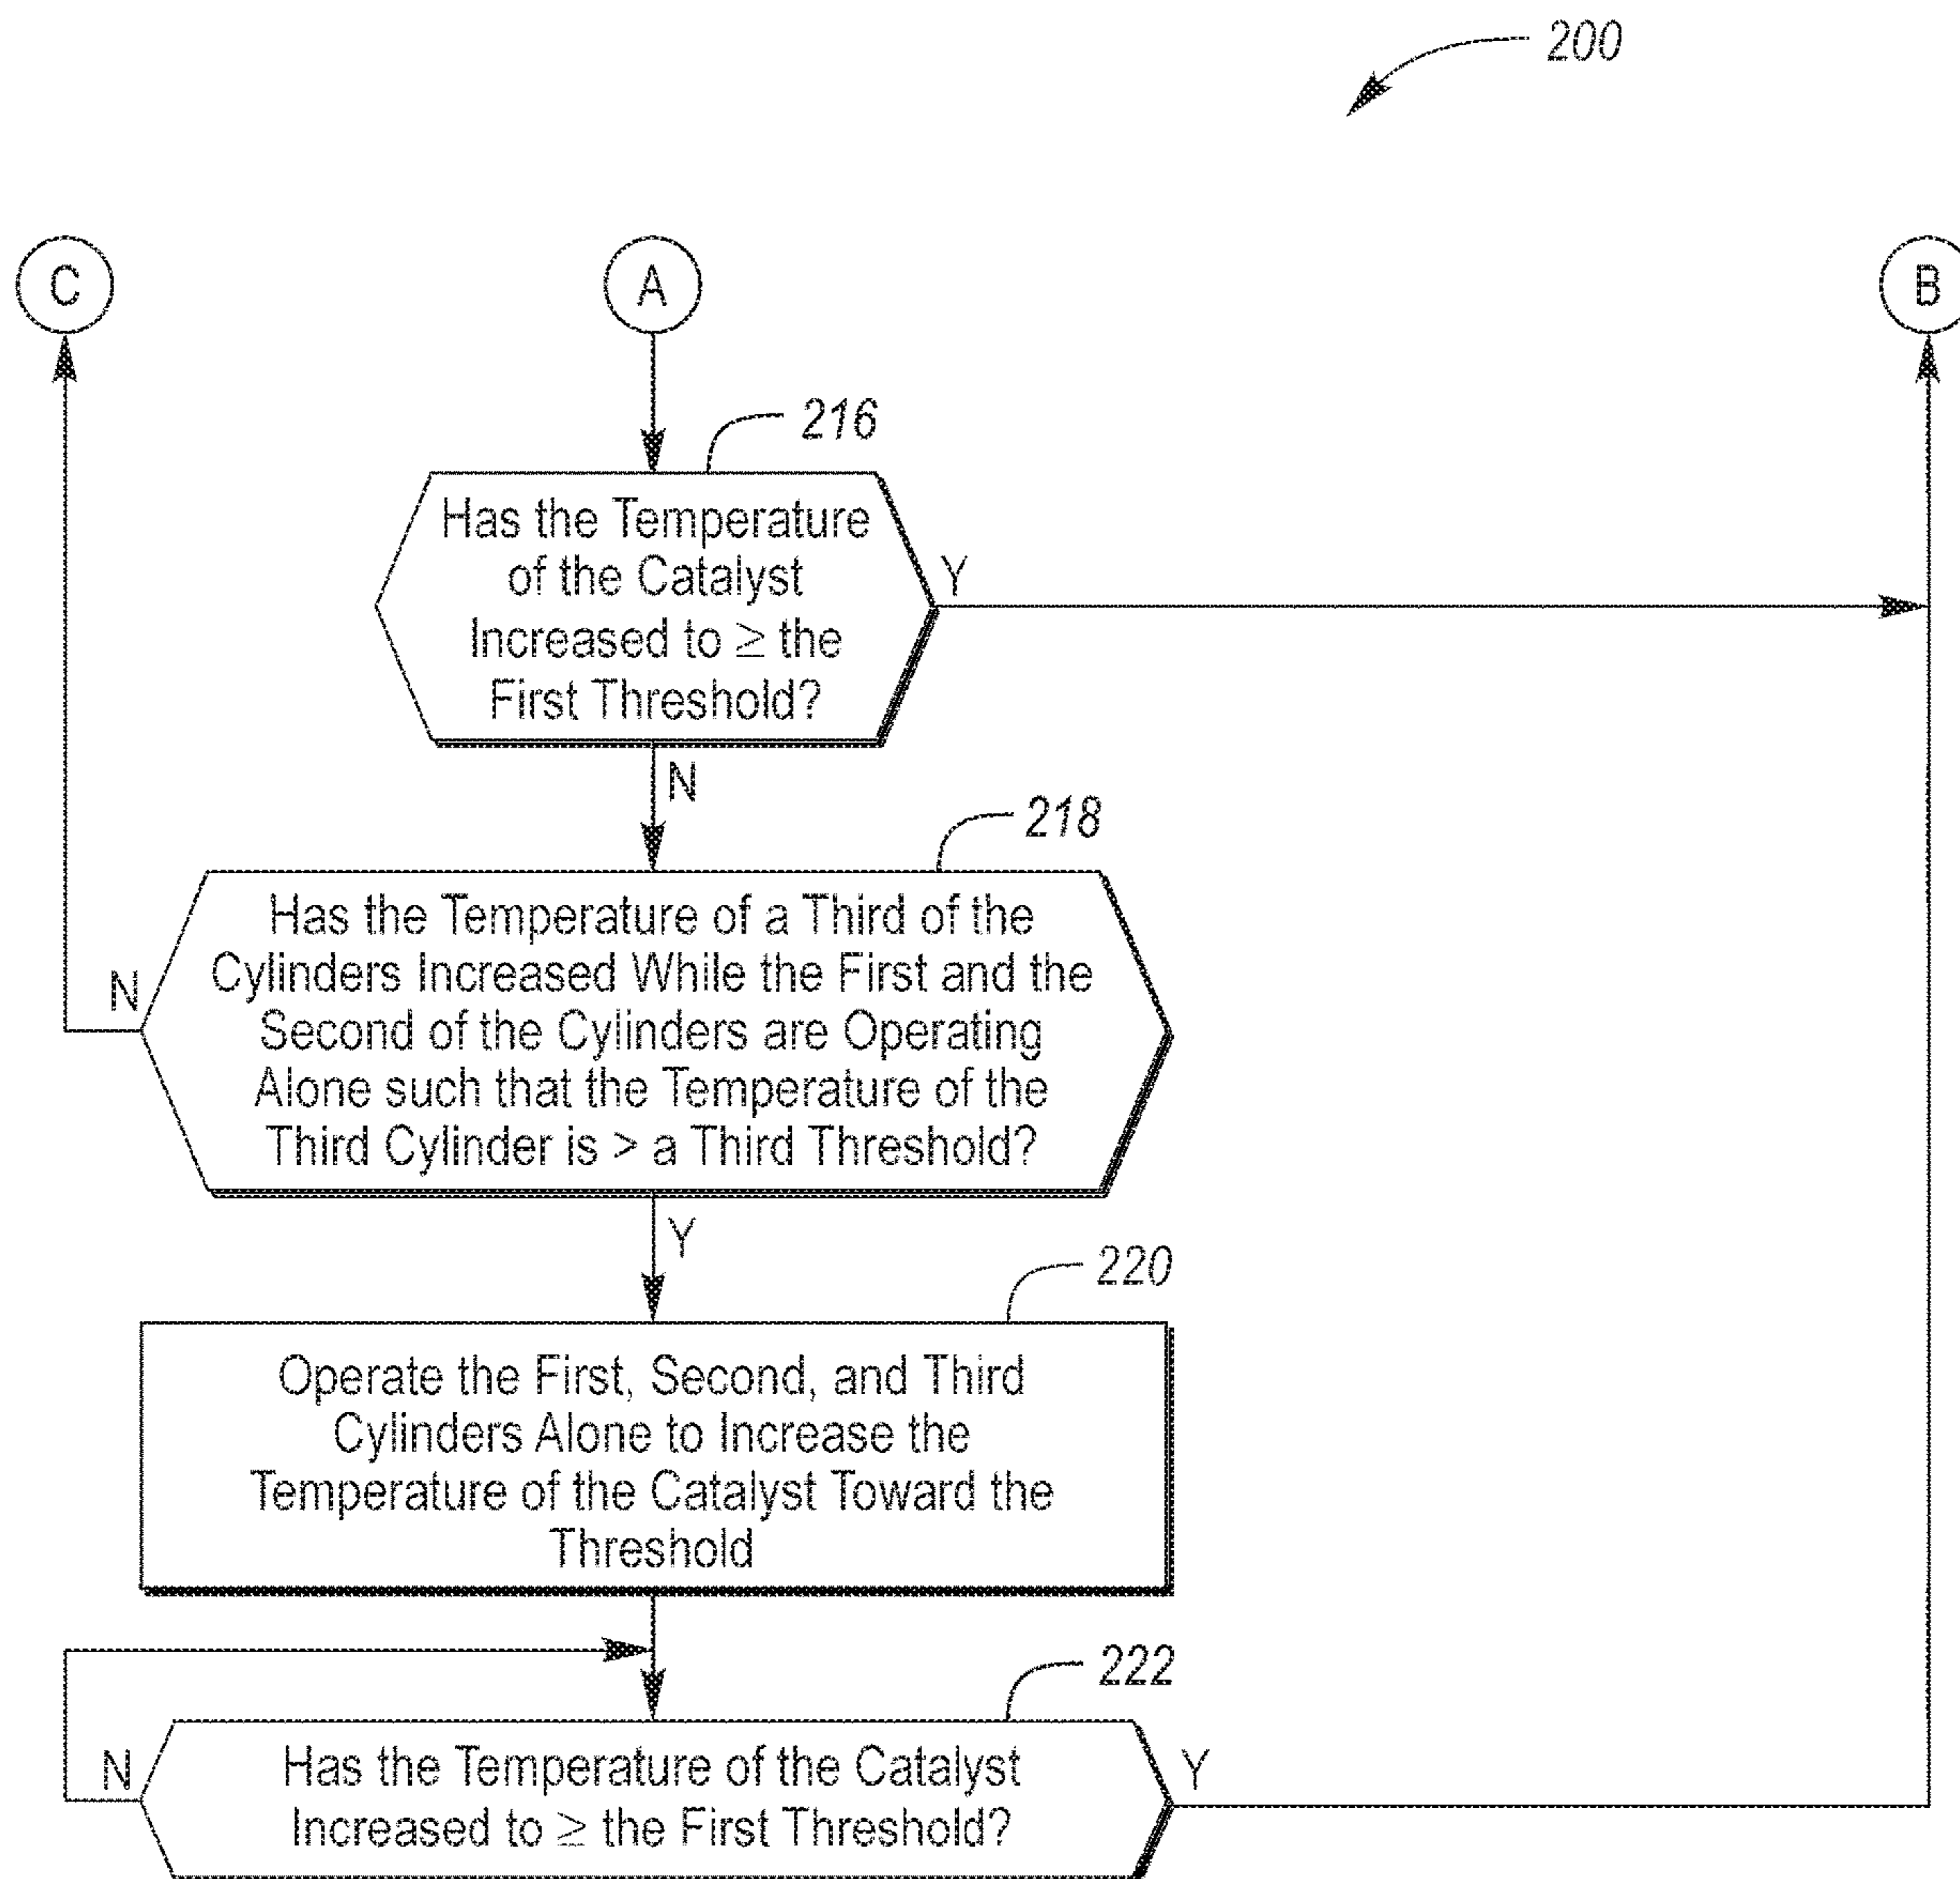 200
C
A
B
216
Has the Temperature
of the Catalyst
Increased to ≥ the
First Threshold?
Y
N
218
Has the Temperature of a Third of the
Cylinders Increased While the First and the
Second of the Cylinders are Operating
Alone such that the Temperature of the
Third Cylinder is > a Third Threshold?
N
Y
220
Operate the First, Second, and Third
Cylinders Alone to Increase the
Temperature of the Catalyst Toward the
Threshold
222
Has the Temperature of the Catalyst
Increased to ≥ the First Threshold?
N
Y